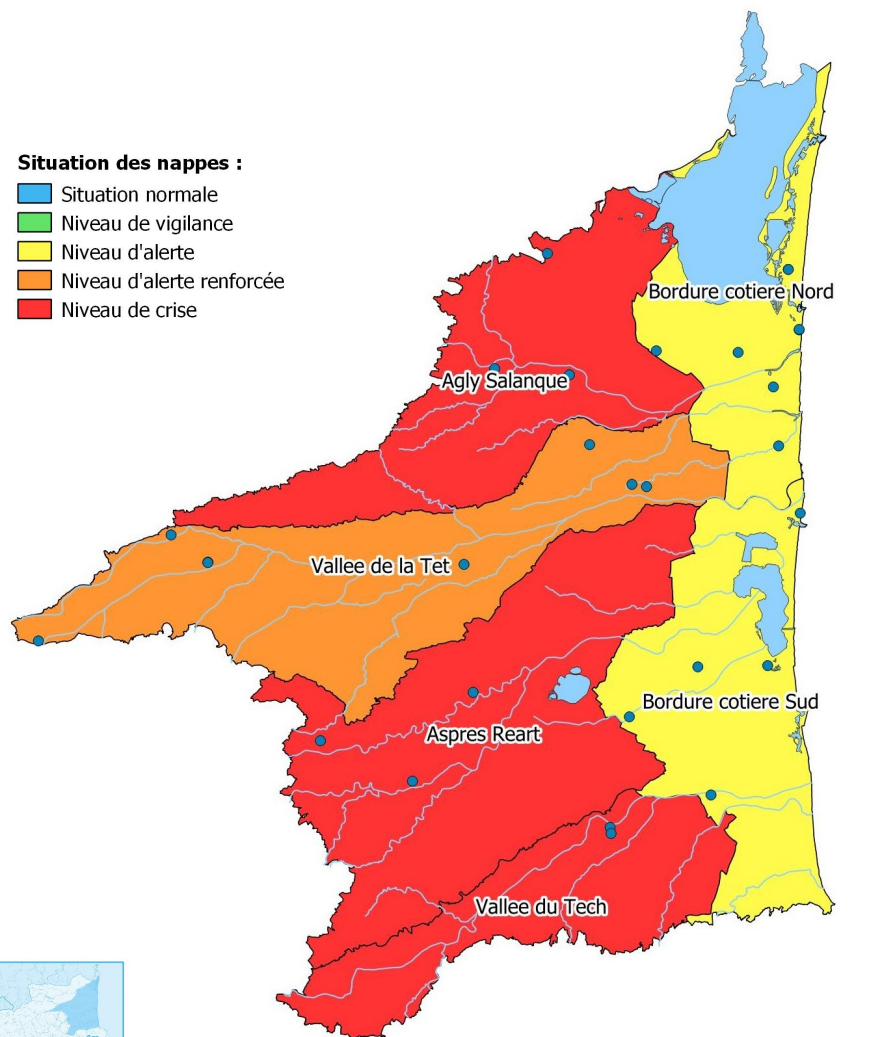 Situation des nappes :
Situation normale
Niveau de vigilance
Niveau d'alerte
Niveau d'alerte renforcée
Niveau de crise
Bordure cotiere Nord
Agly Salanque
Vallee de la Tet
Bordure cotiere Sud
Aspres Reart
Vallee du Tech